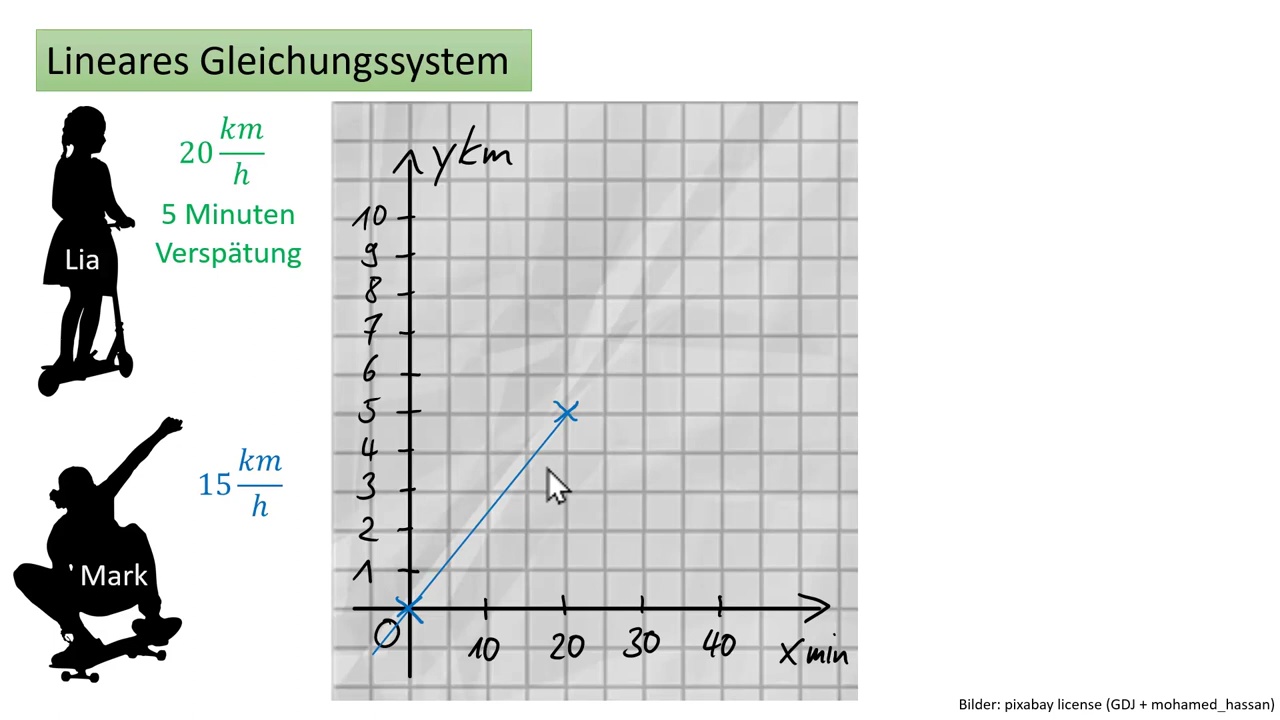 Lineares Gleichungssystem
20 km/h
5 Minuten
Verspätung
Lia
15 km/h
Mark
y km
10
9
8
7
6
5
4
3
2
1
0
10 20 30 40 x min
Bilder: pixabay license (GDJ + mohamed_hassan)